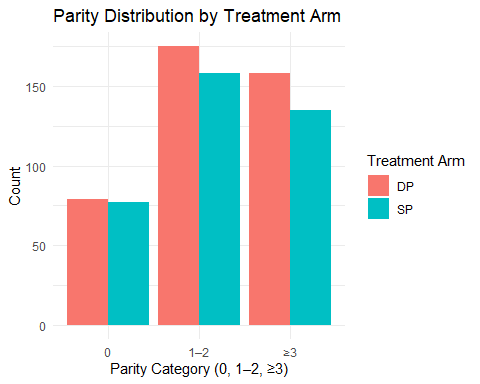 Parity Distribution by Treatment Arm
150
100
50
0
Count
0 1–2 ≥3
Parity Category (0, 1–2, ≥3)
Treatment Arm
DP
SP